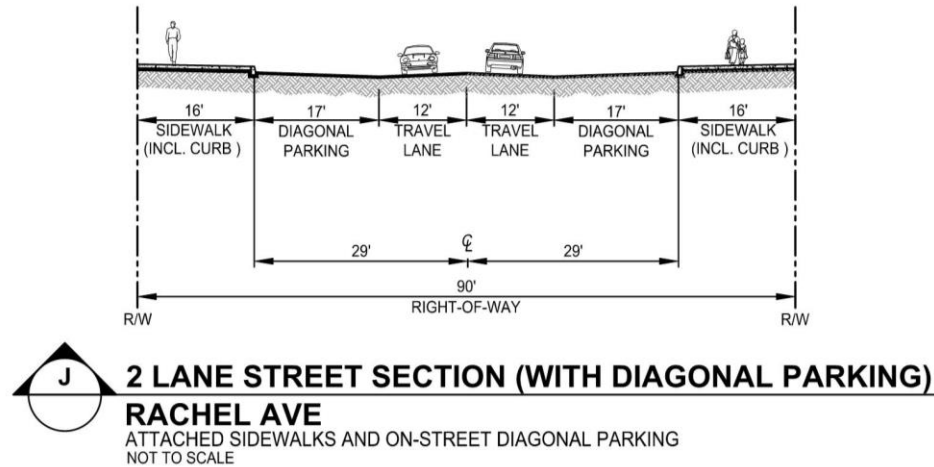 16' 17' 12' 12' 17' 16'
SIDEWALK DIAGONAL TRAVEL TRAVEL DIAGONAL SIDEWALK
(INCL. CURB ) PARKING LANE LANE PARKING (INCL. CURB )
29' ℄ 29'
90'
RIGHT-OF-WAY
R/W R/W
J
2 LANE STREET SECTION (WITH DIAGONAL PARKING)
RACHEL AVE
ATTACHED SIDEWALKS AND ON-STREET DIAGONAL PARKING
NOT TO SCALE